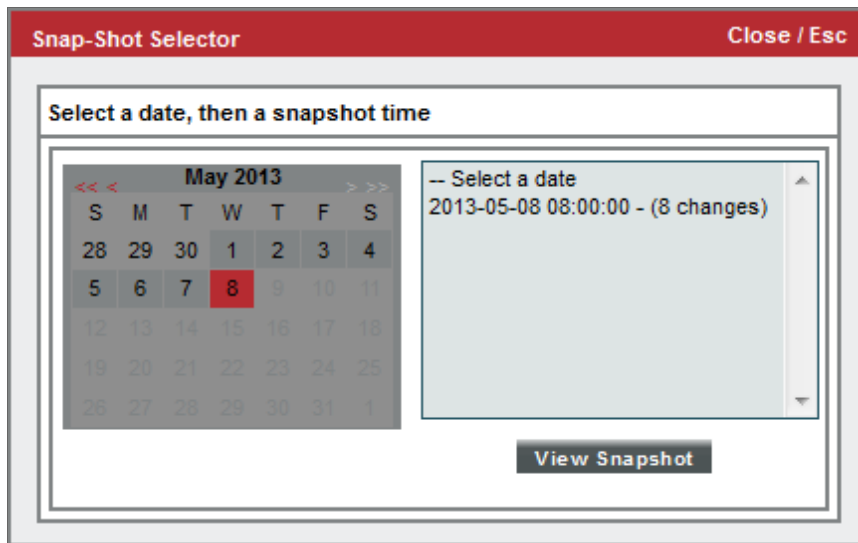 Snap-Shot Selector Close / Esc
Select a date, then a snapshot time
<< < May 2013 > >>
S M T W T F S
28 29 30 1 2 3 4
5 6 7 8 9 10 11
12 13 14 15 16 17 18
19 20 21 22 23 24 25
26 27 28 29 30 31 1
-- Select a date
2013-05-08 08:00:00 - (8 changes)
View Snapshot